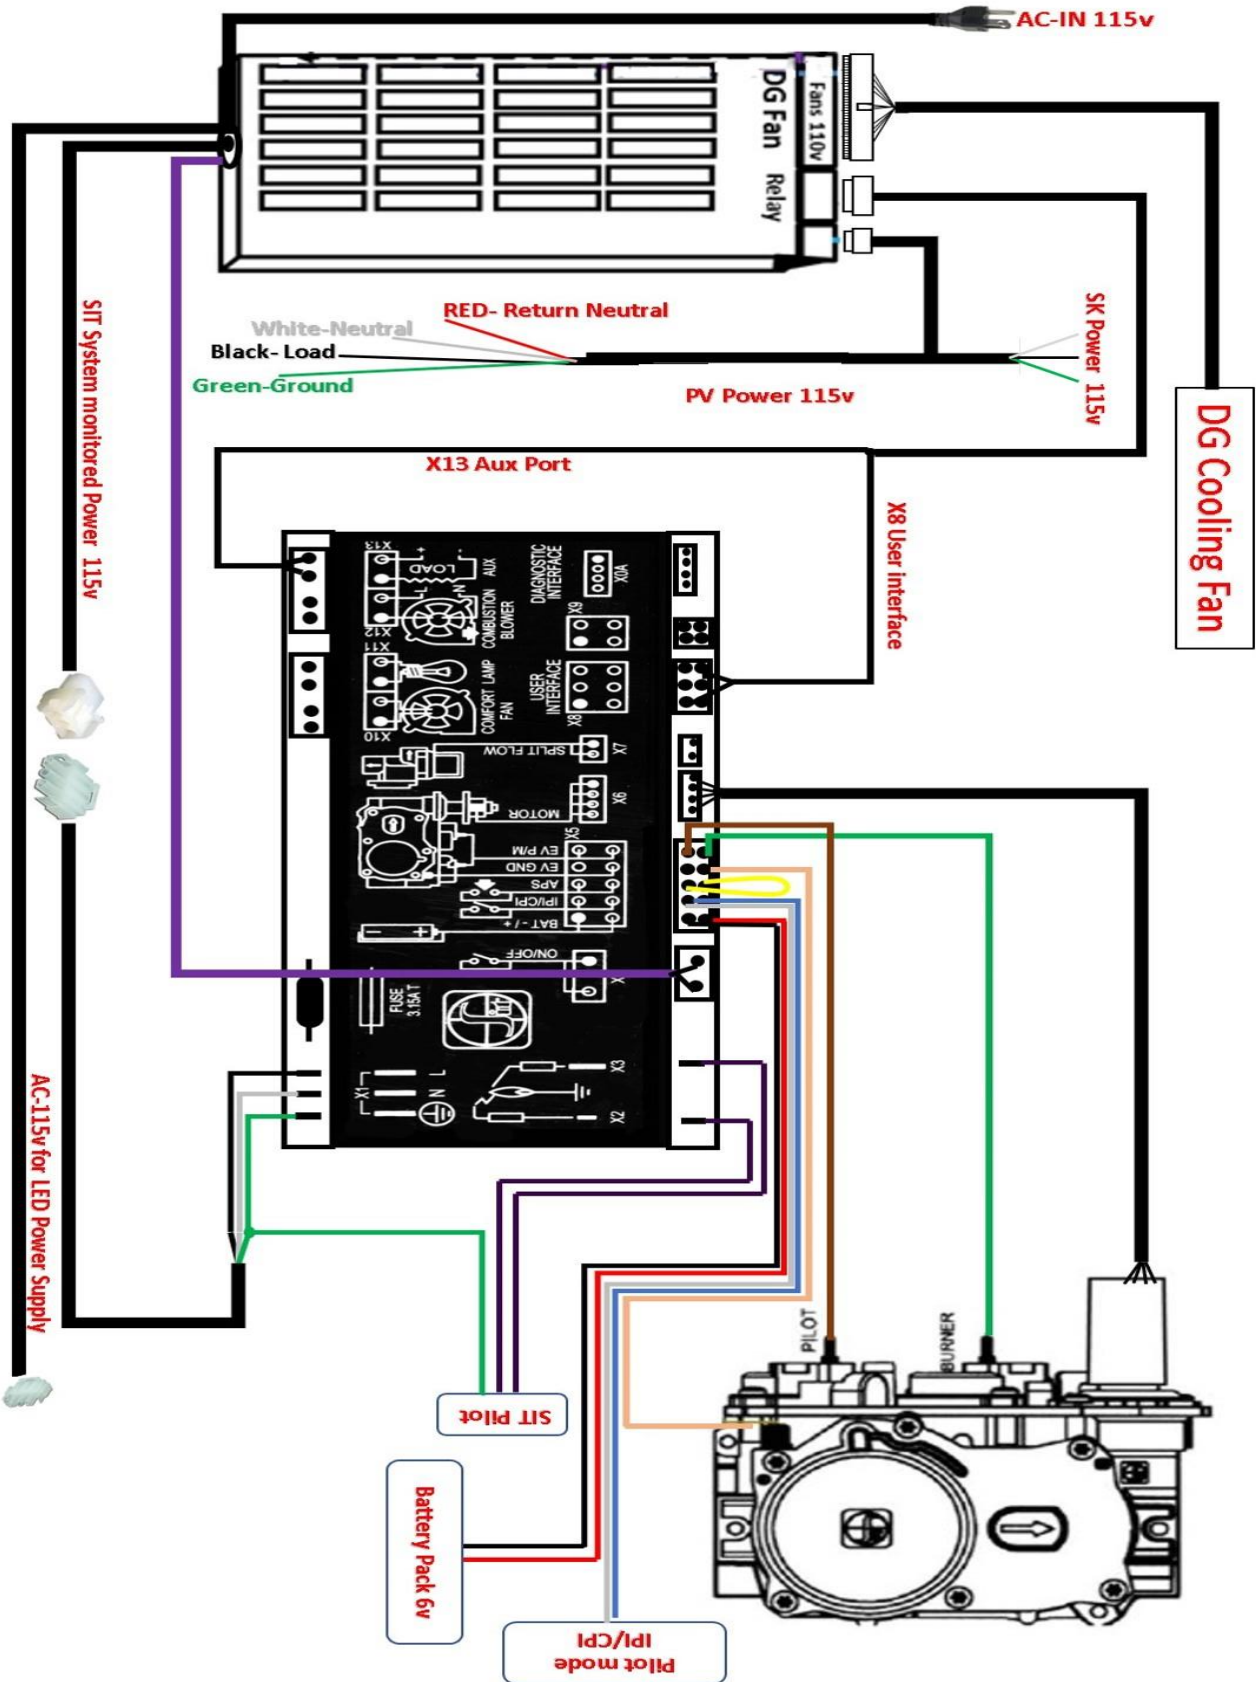 AC-IN 115v
Fans 110v
DG Fan
Relay
RED- Return Neutral
White-Neutral
Black- Load
Green-Ground
PV Power 115v
SK Power 115v
DG Cooling Fan
SIT System monitored Power 115v
X13 Aux Port
X8 User interface
X13
+
-
LOAD
AUX
L
N
X12
COMBUSTION
BLOWER
DIAGNOSTIC
INTERFACE
X0A
X9
X11
LAMP
COMFORT
FAN
X10
USER
INTERFACE
X8
SPLIT FLOW
X7
MOTOR
X6
X5
EV P/M
EV GND
APS
IPI/CPI
BAT - / +
- +
ON/OFF
X
FUSE
3.15A T
X1
L
N
X3
X2
AC-115v for LED Power Supply
PILOT
BURNER
SIT Pilot
Battery Pack 6v
Pilot mode
IPI/CPI